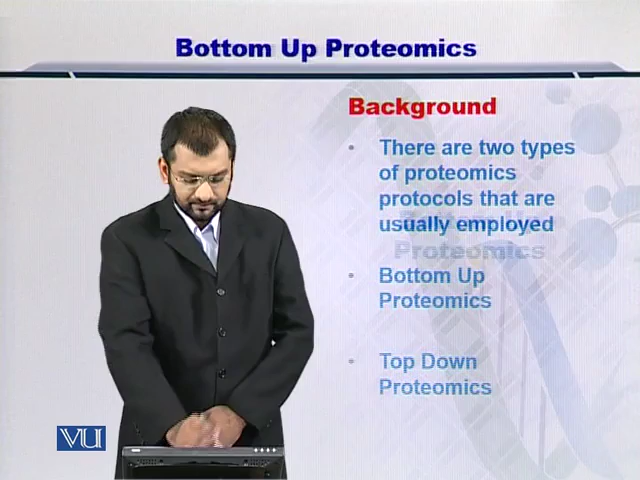 Bottom Up Proteomics
Background
• There are two types
of proteomics
protocols that are
usually employed
Proteomics
• Bottom Up
Proteomics
• Top Down
Proteomics
VU